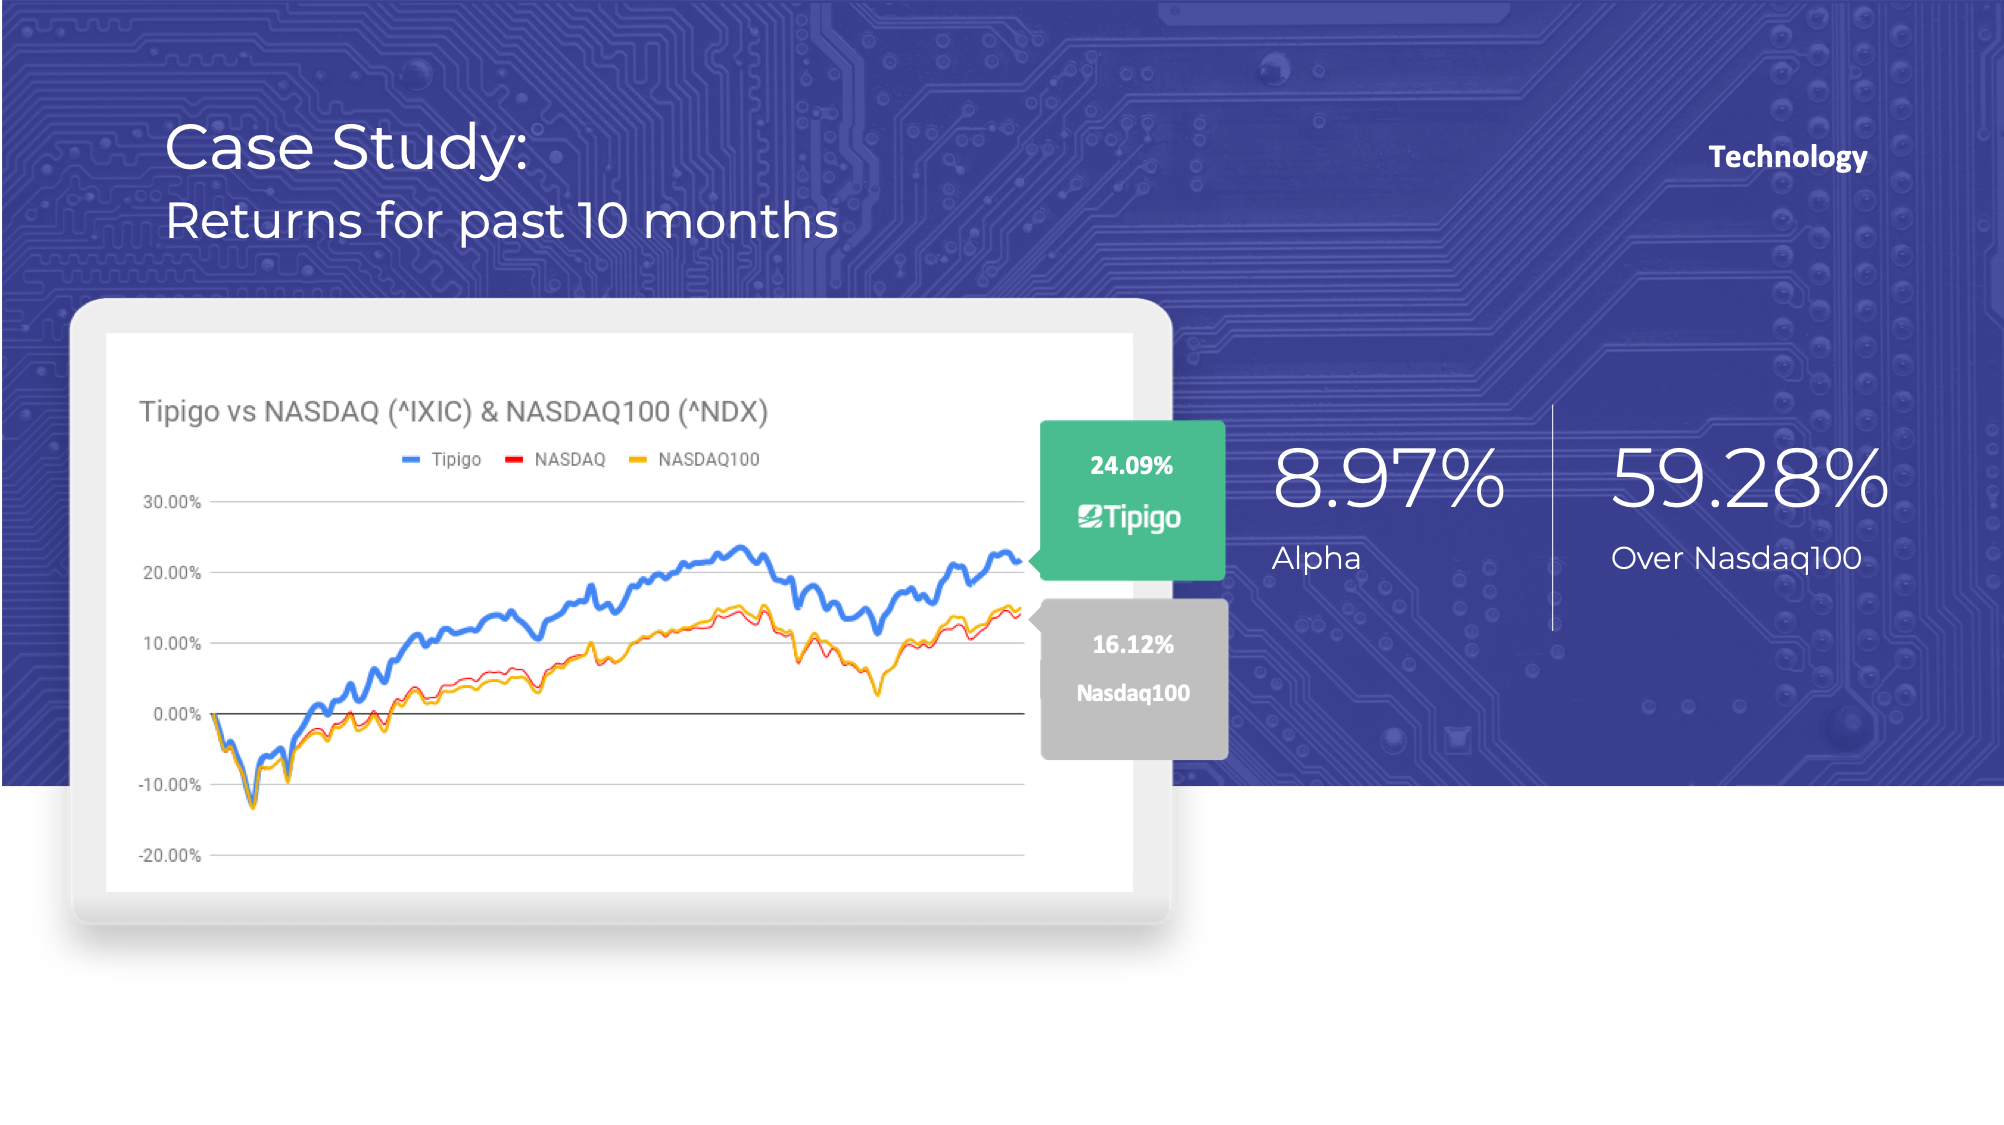 Case Study:
Returns for past 10 months
Technology
Tipigo vs NASDAQ (^IXIC) & NASDAQ100 (^NDX)
Tipigo NASDAQ NASDAQ100
30.00%
20.00%
10.00%
0.00%
-10.00%
-20.00%
24.09%
Tipigo
16.12%
Nasdaq100
8.97%
Alpha
59.28%
Over Nasdaq100